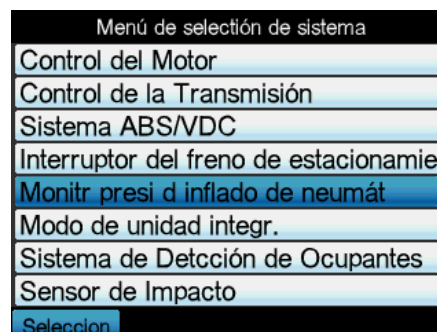 Menú de selectión de sistema
Control del Motor
Control de la Transmisión
Sistema ABS/VDC
Interruptor del freno de estacionamie
Monitr presi d inflado de neumát
Modo de unidad integr.
Sistema de Detcción de Ocupantes
Sensor de Impacto
Seleccion